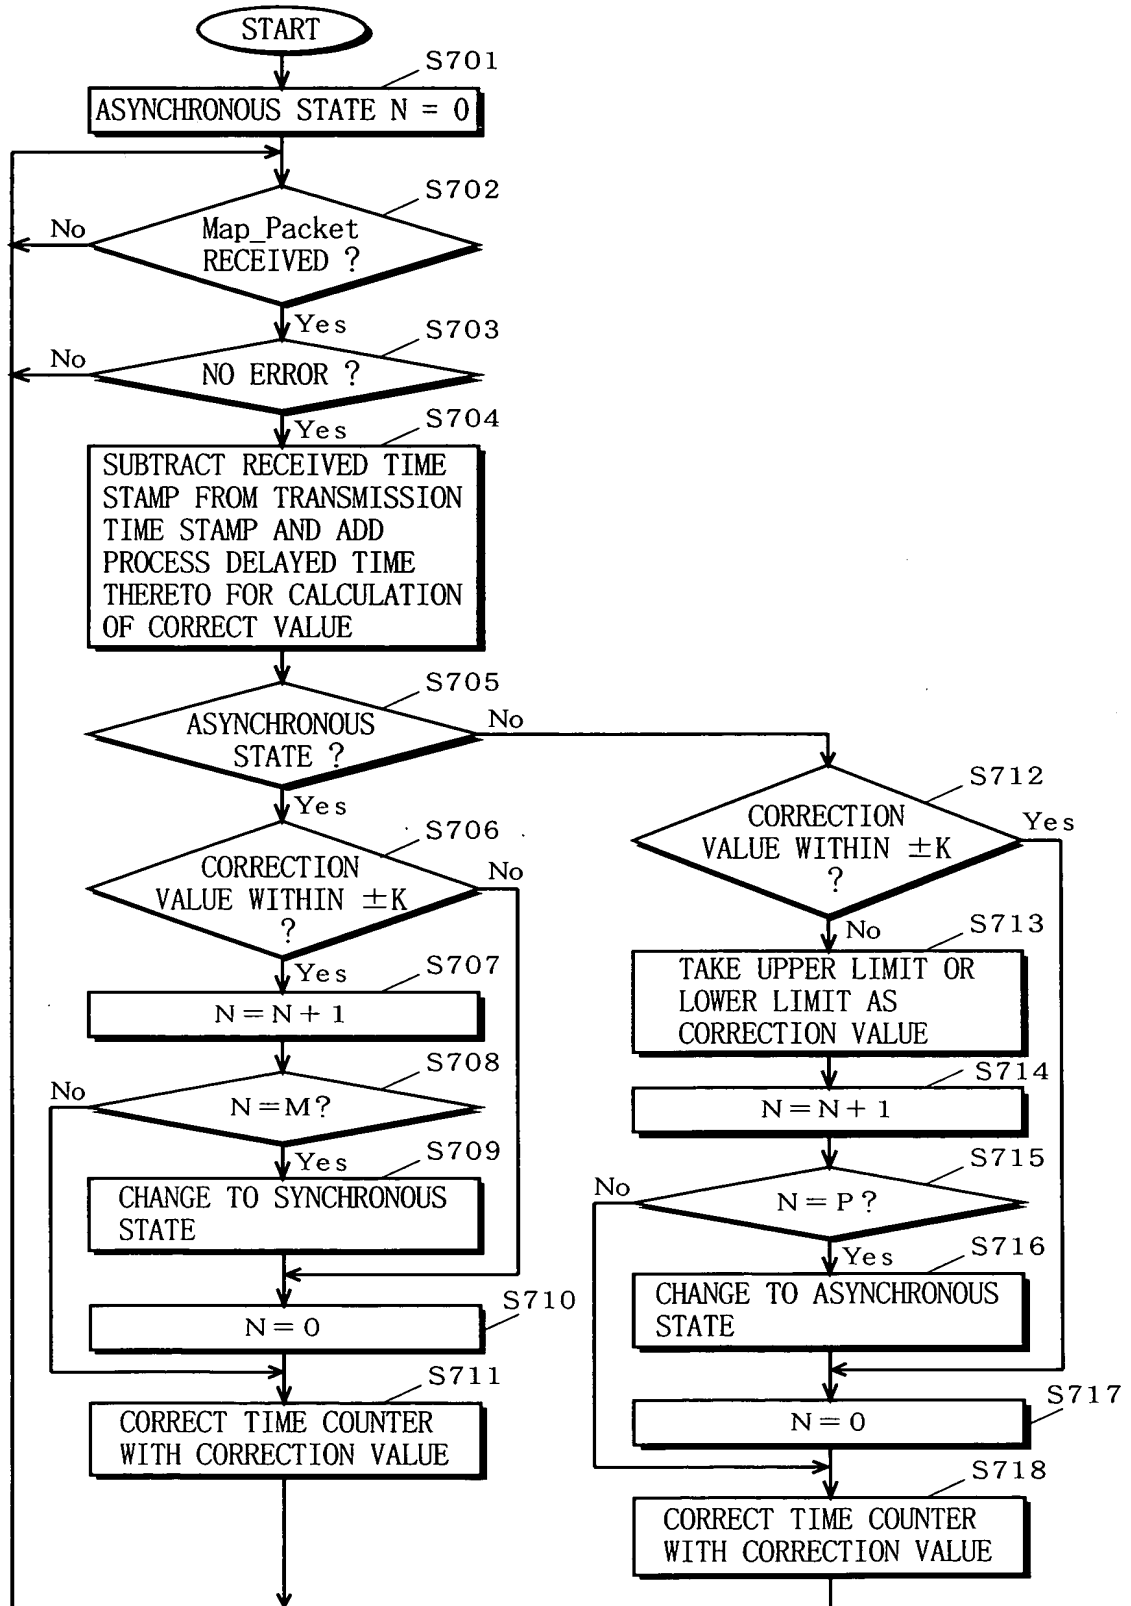 START
S701
ASYNCHRONOUS STATE N = 0
S702
No
Map_Packet
RECEIVED ?
Yes
S703
No
NO ERROR ?
Yes
S704
SUBTRACT RECEIVED TIME
STAMP FROM TRANSMISSION
TIME STAMP AND ADD
PROCESS DELAYED TIME
THERETO FOR CALCULATION
OF CORRECT VALUE
S705
ASYNCHRONOUS
STATE ?
No
Yes
S706
CORRECTION
VALUE WITHIN ±K
?
No
Yes
S707
N = N + 1
S708
No
N = M ?
Yes
S709
CHANGE TO SYNCHRONOUS
STATE
S710
N = 0
S711
CORRECT TIME COUNTER
WITH CORRECTION VALUE
S712
CORRECTION
VALUE WITHIN ±K
?
Yes
No
S713
TAKE UPPER LIMIT OR
LOWER LIMIT AS
CORRECTION VALUE
S714
N = N + 1
S715
No
N = P ?
Yes
S716
CHANGE TO ASYNCHRONOUS
STATE
S717
N = 0
S718
CORRECT TIME COUNTER
WITH CORRECTION VALUE